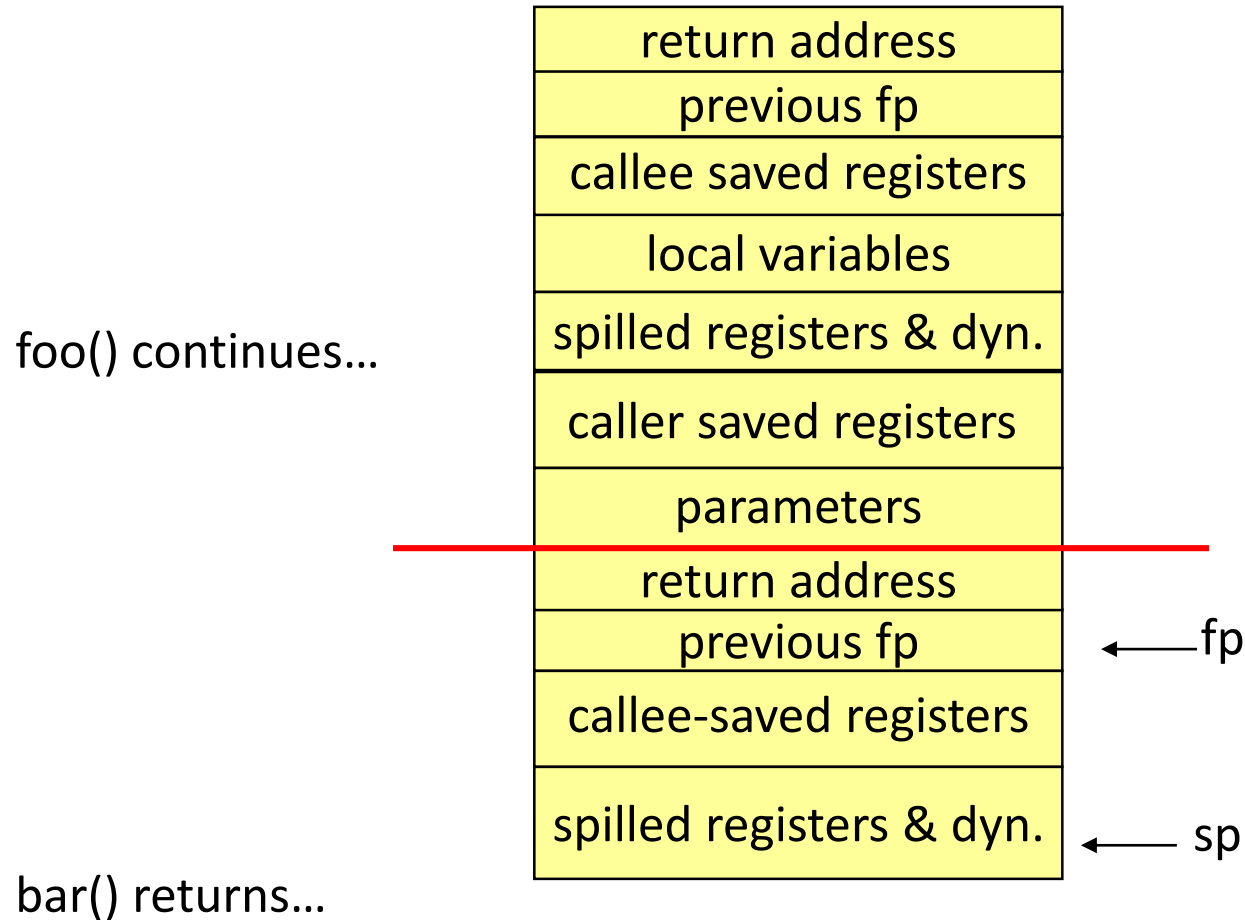 return address
previous fp
callee saved registers
local variables
spilled registers & dyn.
foo() continues…
caller saved registers
parameters
return address
previous fp
fp
callee-saved registers
spilled registers & dyn.
sp
bar() returns…